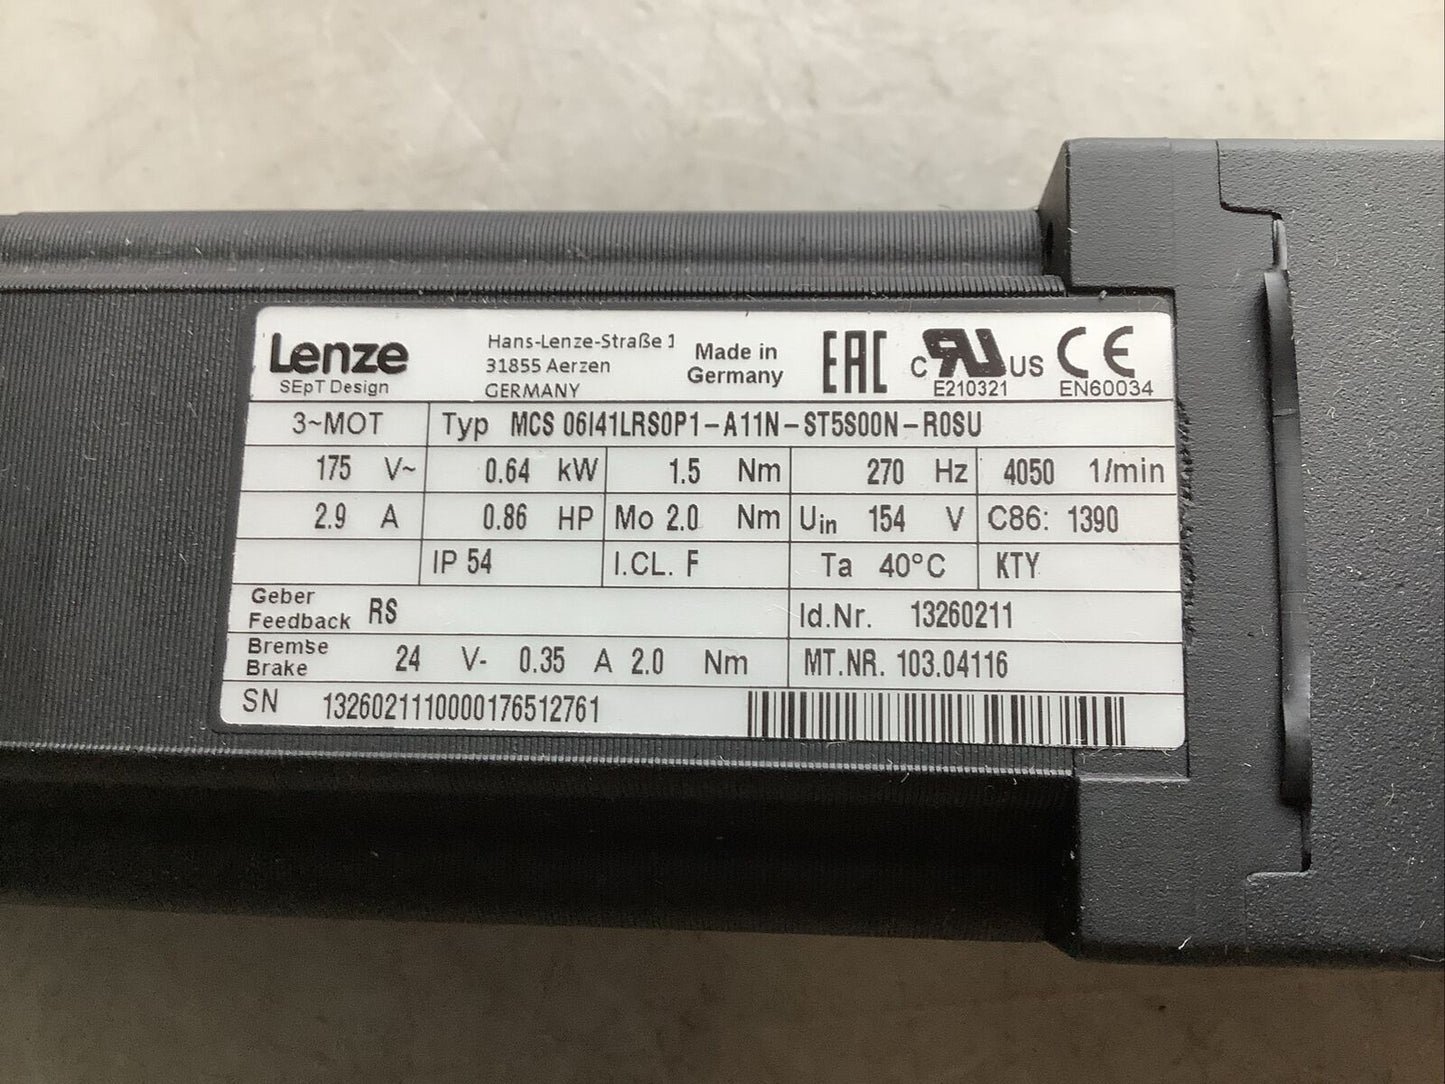 Lenze
SEpT Design
Hans-Lenze-Straße 1
31855 Aerzen
GERMANY
Made in
Germany
EAC
C RU US
E210321
CE
EN60034
3~MOT Typ MCS 06I41LRS0P1-A11N-ST5S00N-R0SU
175 V~ 0.64 kW 1.5 Nm 270 Hz 4050 1/min
2.9 A 0.86 HP Mo 2.0 Nm Uin 154 V C86: 1390
IP 54 I.CL. F Ta 40°C KTY
Geber
Feedback RS Id.Nr. 13260211
Bremse
Brake 24 V- 0.35 A 2.0 Nm MT.NR. 103.04116
SN 1326021110000176512761